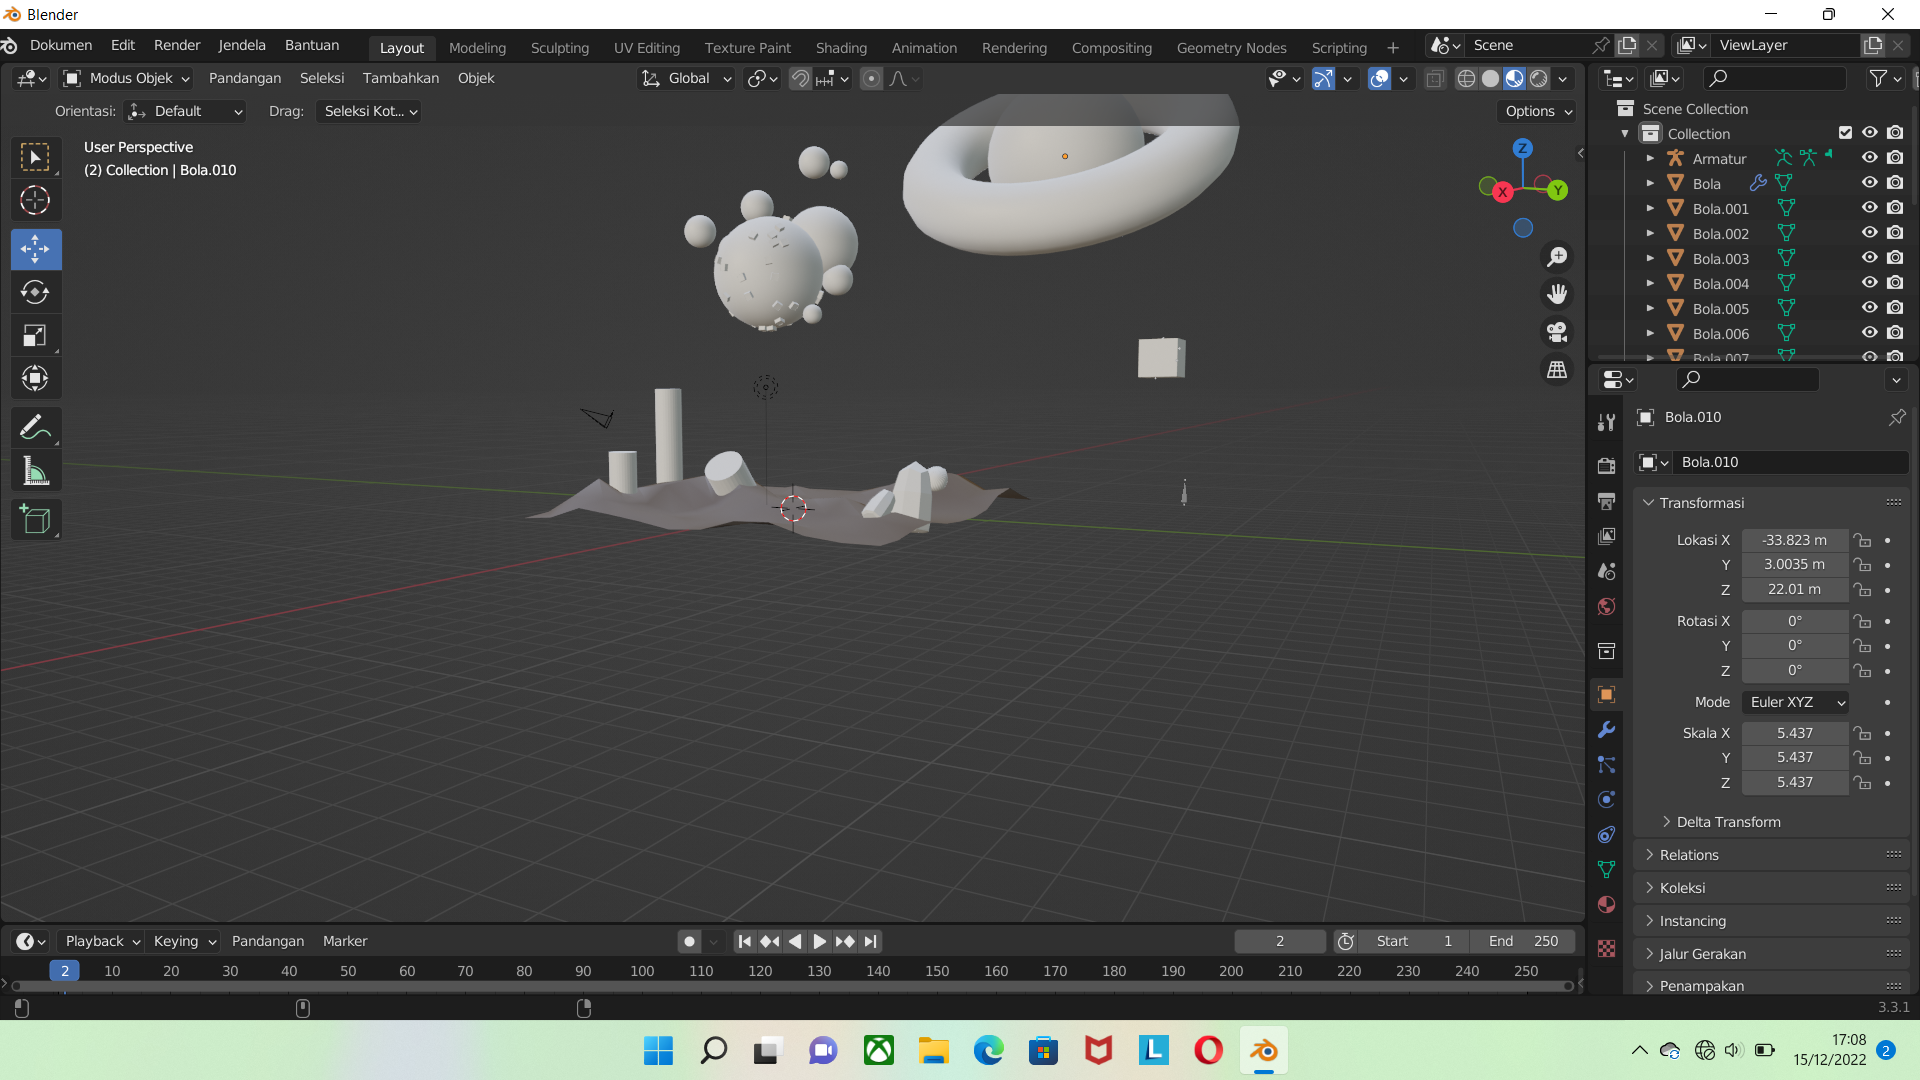 Blender
Dokumen Edit Render Jendela Bantuan Layout Modeling Sculpting UV Editing Texture Paint Shading Animation Rendering Compositing Geometry Nodes Scripting + Scene ViewLayer
Modus Objek Pandangan Seleksi Tambahkan Objek Global
Orientasi: Default Drag: Seleksi Kot... Options
User Perspective
(2) Collection | Bola.010
Z
X
Y
Scene Collection
Collection
Armatur
Bola
Bola.001
Bola.002
Bola.003
Bola.004
Bola.005
Bola.006
Bola.007
Bola.010
Bola.010
Transformasi
Lokasi X -33.823 m
Y 3.0035 m
Z 22.01 m
Rotasi X 0°
Y 0°
Z 0°
Mode Euler XYZ
Skala X 5.437
Y 5.437
Z 5.437
Delta Transform
Relations
Koleksi
Instancing
Jalur Gerakan
Penampakan
Playback Keying Pandangan Marker 2 Start 1 End 250
2 10 20 30 40 50 60 70 80 90 100 110 120 130 140 150 160 170 180 190 200 210 220 230 240 250
3.3.1
L
17:08
15/12/2022
2